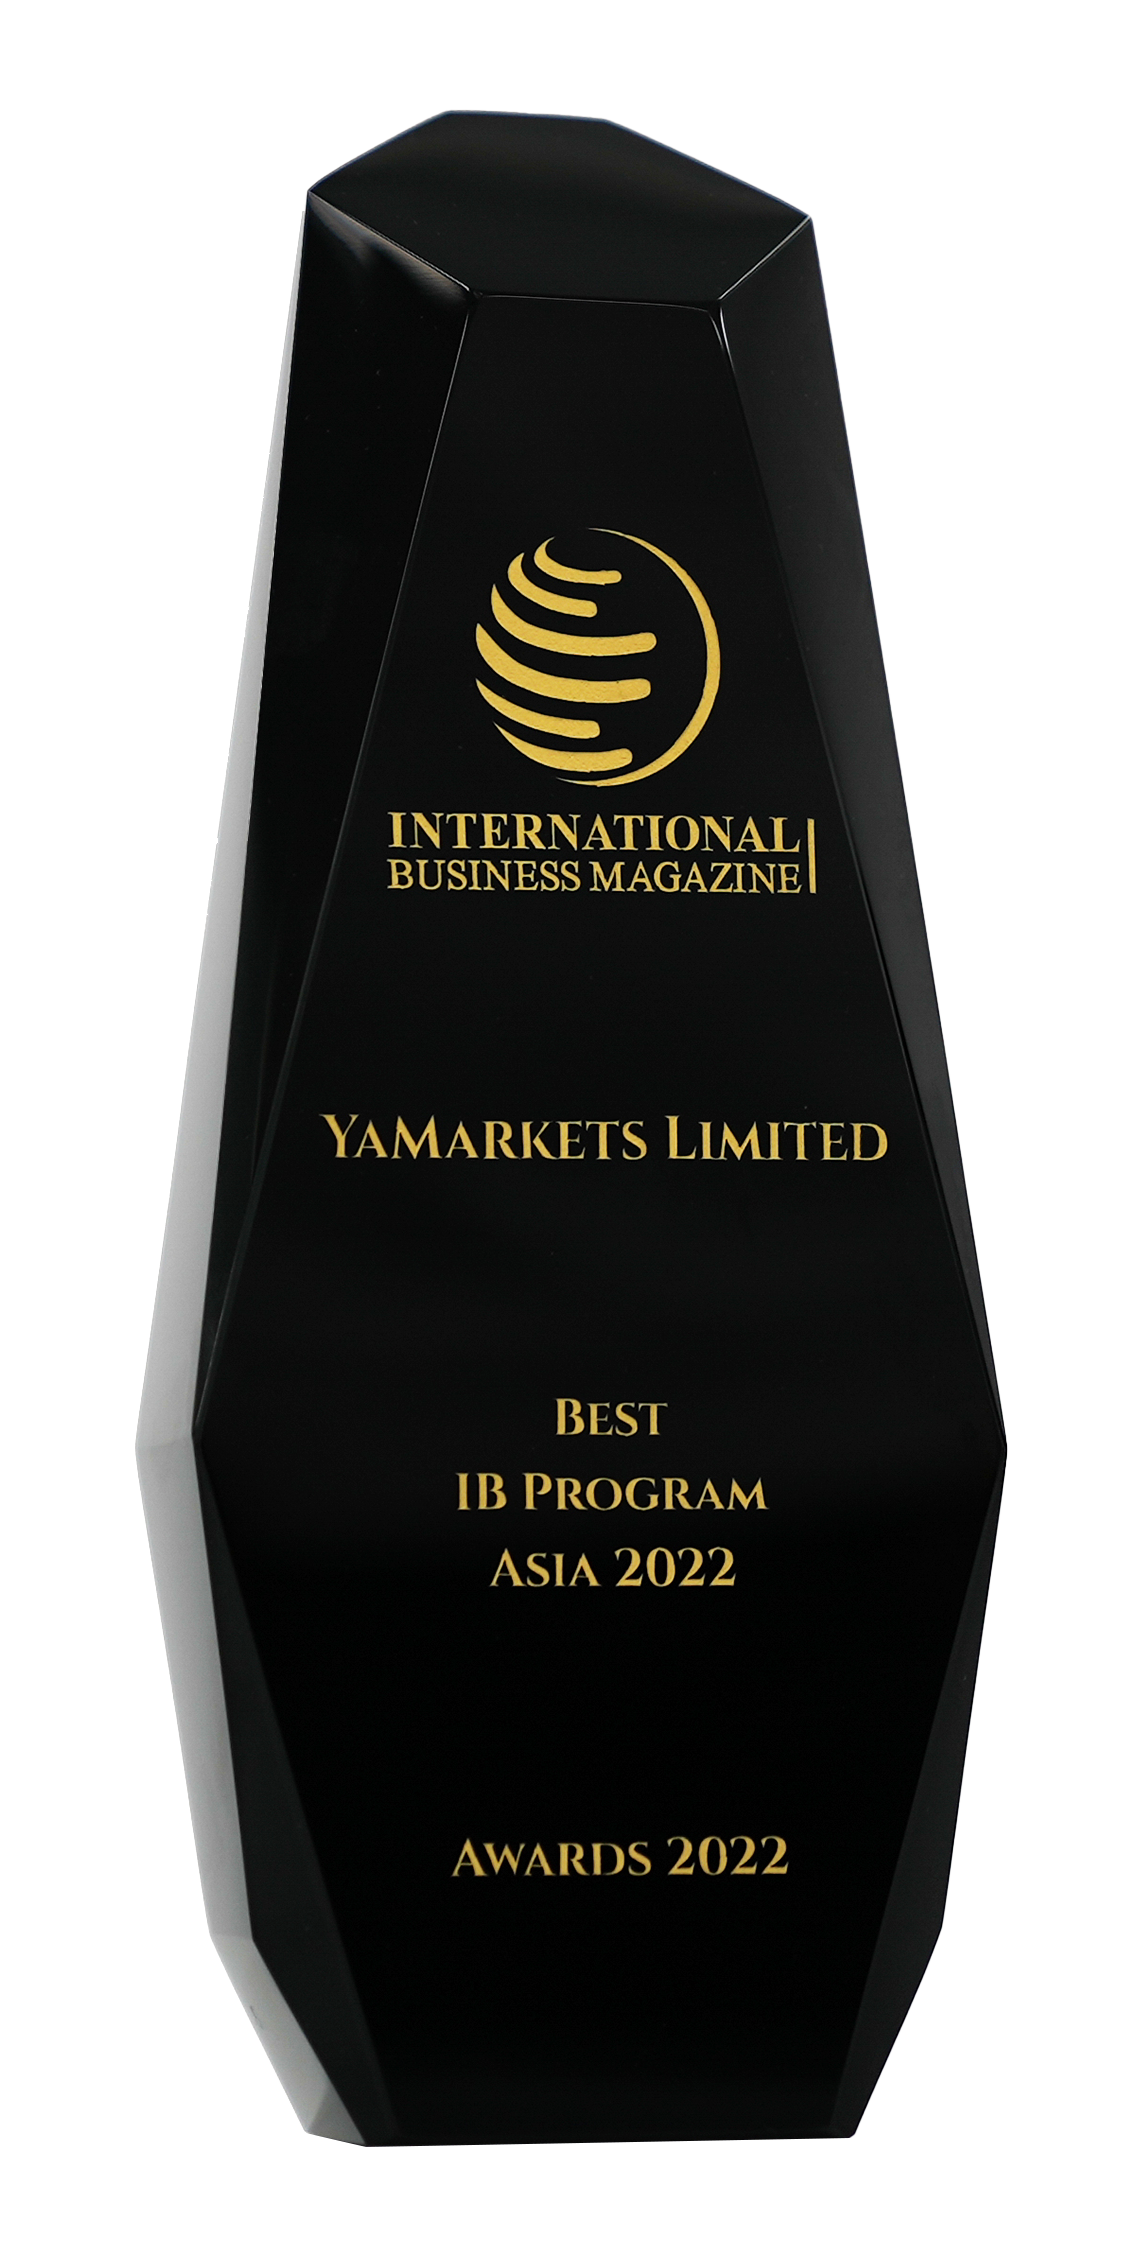 INTERNATIONAL
BUSINESS MAGAZINE
YAMARKETS LIMITED
BEST
IB PROGRAM
ASIA 2022
AWARDS 2022